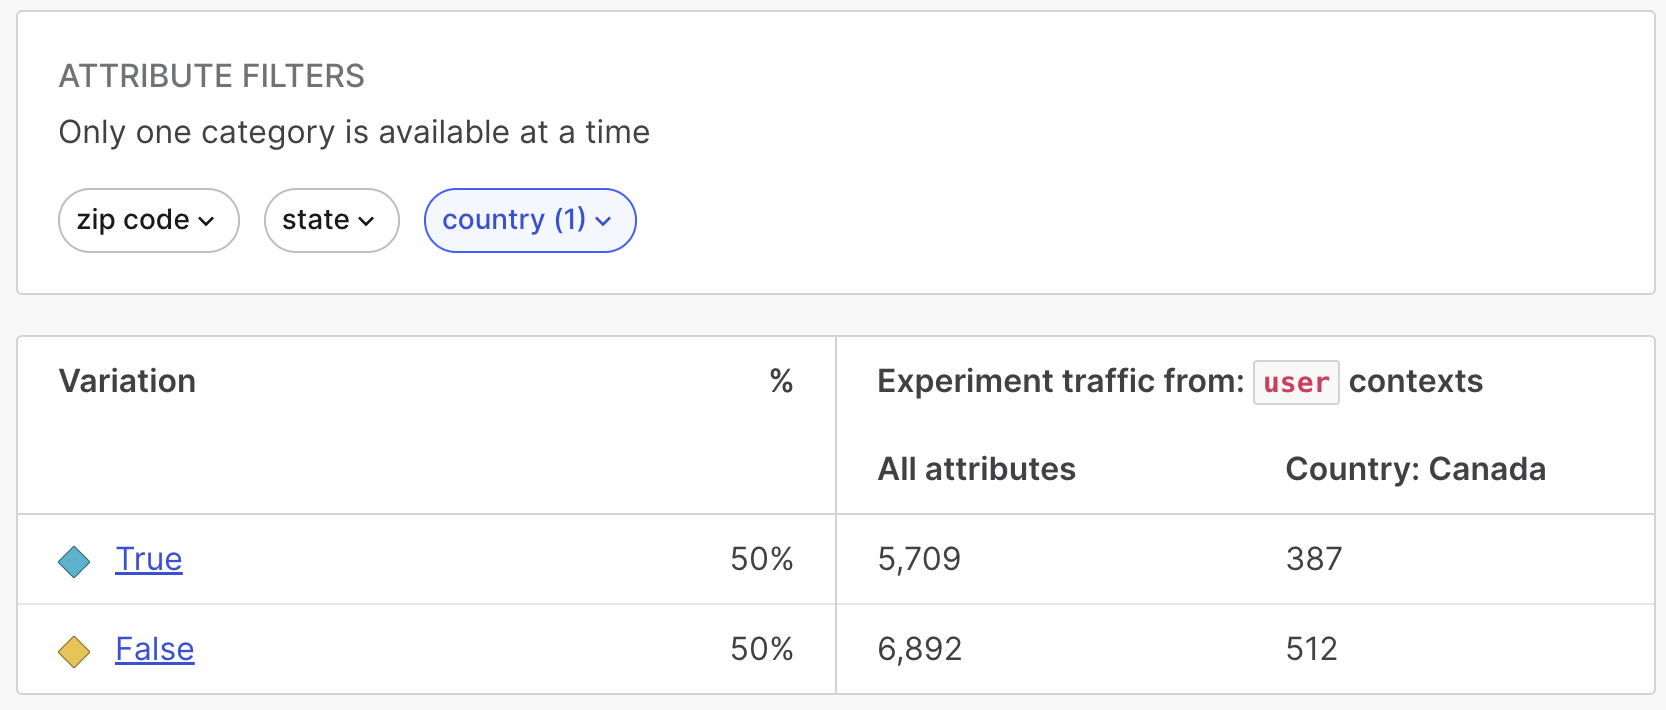 ATTRIBUTE FILTERS
Only one category is available at a time
zip code state country (1)
Variation % Experiment traffic from: user contexts
All attributes Country: Canada
True 50% 5,709 387
False 50% 6,892 512